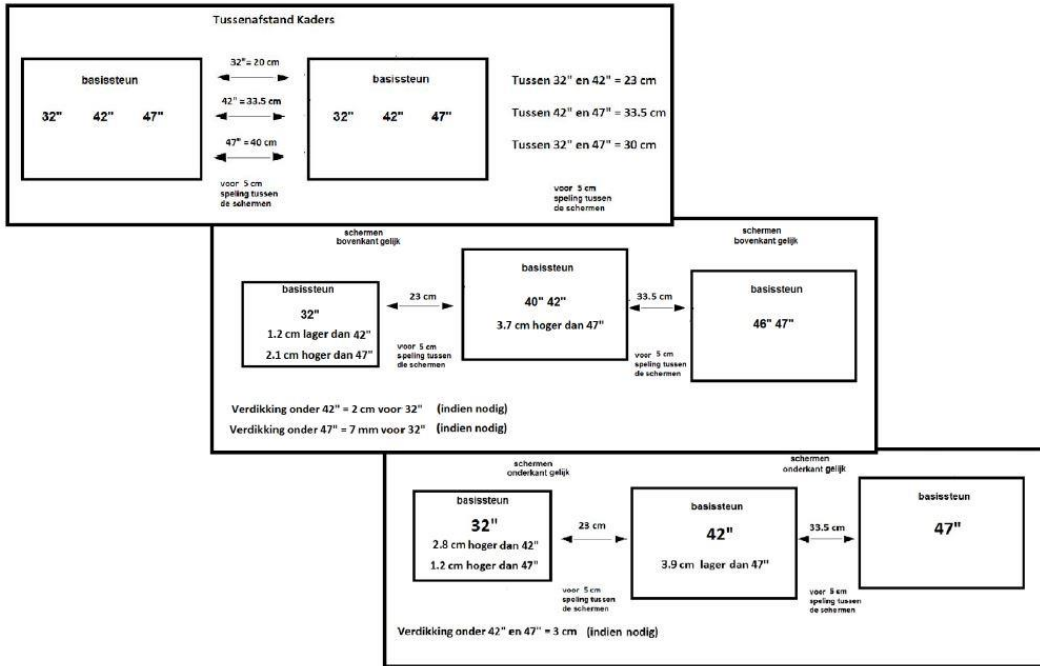 Tussenafstand Kaders
basissteun
32" 42" 47"
32"= 20 cm
42"= 33.5 cm
47"= 40 cm
voor 5 cm
speling tussen
de schermen
basissteun
32" 42" 47"
Tussen 32" en 42" = 23 cm
Tussen 42" en 47" = 33.5 cm
Tussen 32" en 47" = 30 cm
voor 5 cm
speling tussen
de schermen
schermen
bovenkant gelijk
schermen
bovenkant gelijk
basissteun
32"
1.2 cm lager dan 42"
2.1 cm hoger dan 47"
23 cm
voor 5 cm
speling tussen
de schermen
basissteun
40" 42"
3.7 cm hoger dan 47"
33.5 cm
voor 5 cm
speling tussen
de schermen
basissteun
46" 47"
Verdikking onder 42" = 2 cm voor 32" (indien nodig)
Verdikking onder 47" = 7 mm voor 32" (indien nodig)
schermen
onderkant gelijk
schermen
onderkant gelijk
basissteun
32"
2.8 cm hoger dan 42"
1.2 cm hoger dan 47"
23 cm
voor 5 cm
speling tussen
de schermen
basissteun
42"
3.9 cm lager dan 47"
33.5 cm
voor 5 cm
speling tussen
de schermen
basissteun
47"
Verdikking onder 42" en 47" = 3 cm (indien nodig)